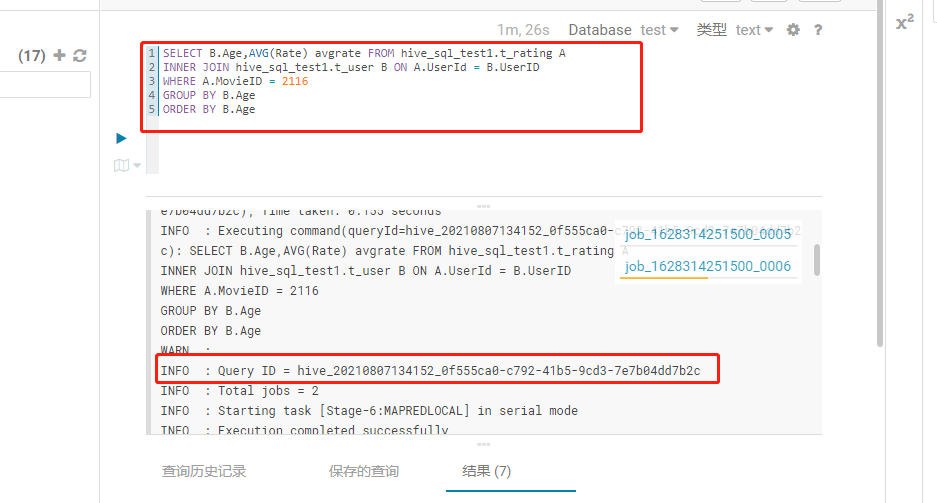 (17)
1m, 26s Database test 类型 text ?
x²
1 SELECT B.Age,AVG(Rate) avgrate FROM hive_sql_test1.t_rating A
2 INNER JOIN hive_sql_test1.t_user B ON A.UserId = B.UserID
3 WHERE A.MovieID = 2116
4 GROUP BY B.Age
5 ORDER BY B.Age
e7b04dd7b2c); Time taken: 0.155 seconds
INFO : Executing command(queryId=hive_20210807134152_0f555ca0-c792-41b5-9cd3-7e7b04dd7b2
c): SELECT B.Age,AVG(Rate) avgrate FROM hive_sql_test1.t_rating A
INNER JOIN hive_sql_test1.t_user B ON A.UserId = B.UserID
WHERE A.MovieID = 2116
GROUP BY B.Age
ORDER BY B.Age
WARN :
INFO : Query ID = hive_20210807134152_0f555ca0-c792-41b5-9cd3-7e7b04dd7b2c
INFO : Total jobs = 2
INFO : Starting task [Stage-6:MAPREDLOCAL] in serial mode
INFO : Execution completed successfully
job_1628314251500_0005
job_1628314251500_0006
查询历史记录 保存的查询 结果 (7)